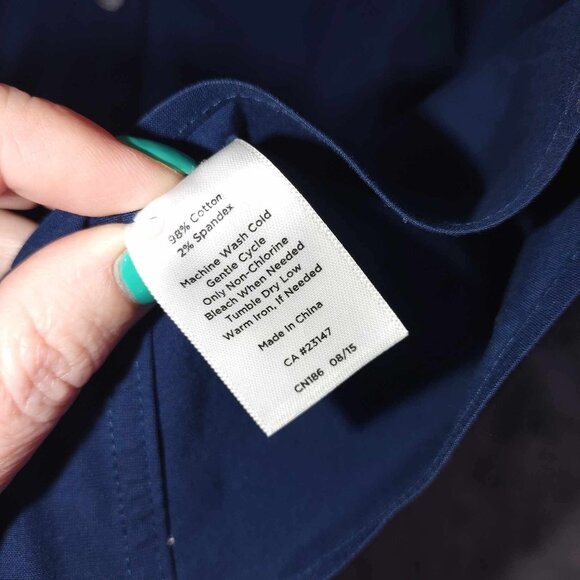 98% Cotton
2% Spandex
Machine Wash Cold
Gentle Cycle
Only Non-Chlorine
Bleach When Needed
Tumble Dry Low
Warm Iron, If Needed
Made in China
CA #23147
CN186 08/15